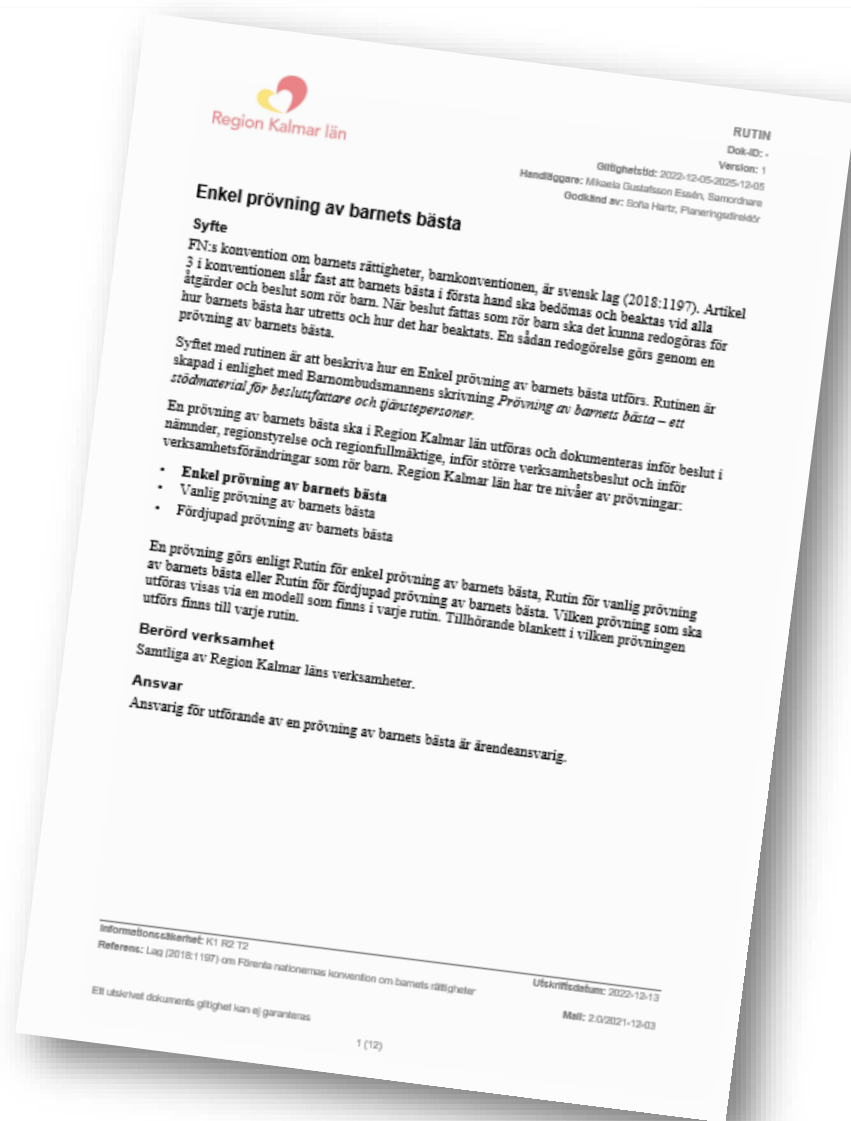 Region Kalmar län
RUTIN
Dok-ID: -
Version: 1
Giltighetstid: 2022-12-05-2025-12-05
Handläggare: Mikaela Gustafsson Essén, Samordnare
Godkänd av: Sofia Hartz, Planeringsdirektör
Enkel prövning av barnets bästa
Syfte
FN:s konvention om barnets rättigheter, barnkonventionen, är svensk lag (2018:1197). Artikel
3 i konventionen slår fast att barnets bästa i första hand ska bedömas och beaktas vid alla
åtgärder och beslut som rör barn. När beslut fattas som rör barn ska det kunna redogöras för
hur barnets bästa har utretts och hur det har beaktats. En sådan redogörelse görs genom en
prövning av barnets bästa.
Syftet med rutinen är att beskriva hur en Enkel prövning av barnets bästa utförs. Rutinen är
skapad i enlighet med Barnombudsmannens skrivning Prövning av barnets bästa – ett
stödmaterial för beslutsfattare och tjänstepersoner.
En prövning av barnets bästa ska i Region Kalmar län utföras och dokumenteras inför beslut i
nämnder, regionstyrelse och regionfullmäktige, inför större verksamhetsbeslut och inför
verksamhetsförändringar som rör barn. Region Kalmar län har tre nivåer av prövningar:
• Enkel prövning av barnets bästa
• Vanlig prövning av barnets bästa
• Fördjupad prövning av barnets bästa
En prövning görs enligt Rutin för enkel prövning av barnets bästa, Rutin för vanlig prövning
av barnets bästa eller Rutin för fördjupad prövning av barnets bästa. Vilken prövning som ska
utföras visas via en modell som finns i varje rutin. Tillhörande blankett i vilken prövningen
utförs finns till varje rutin.
Berörd verksamhet
Samtliga av Region Kalmar läns verksamheter.
Ansvar
Ansvarig för utförande av en prövning av barnets bästa är ärendeansvarig.
Informationssäkerhet: K1 R2 T2
Utskriftsdatum: 2022-12-13
Referens: Lag (2018:1197) om Förenta nationernas konvention om barnets rättigheter
Mall: 2.0/2021-12-03
Ett utskrivet dokuments giltighet kan ej garanteras
1 (12)